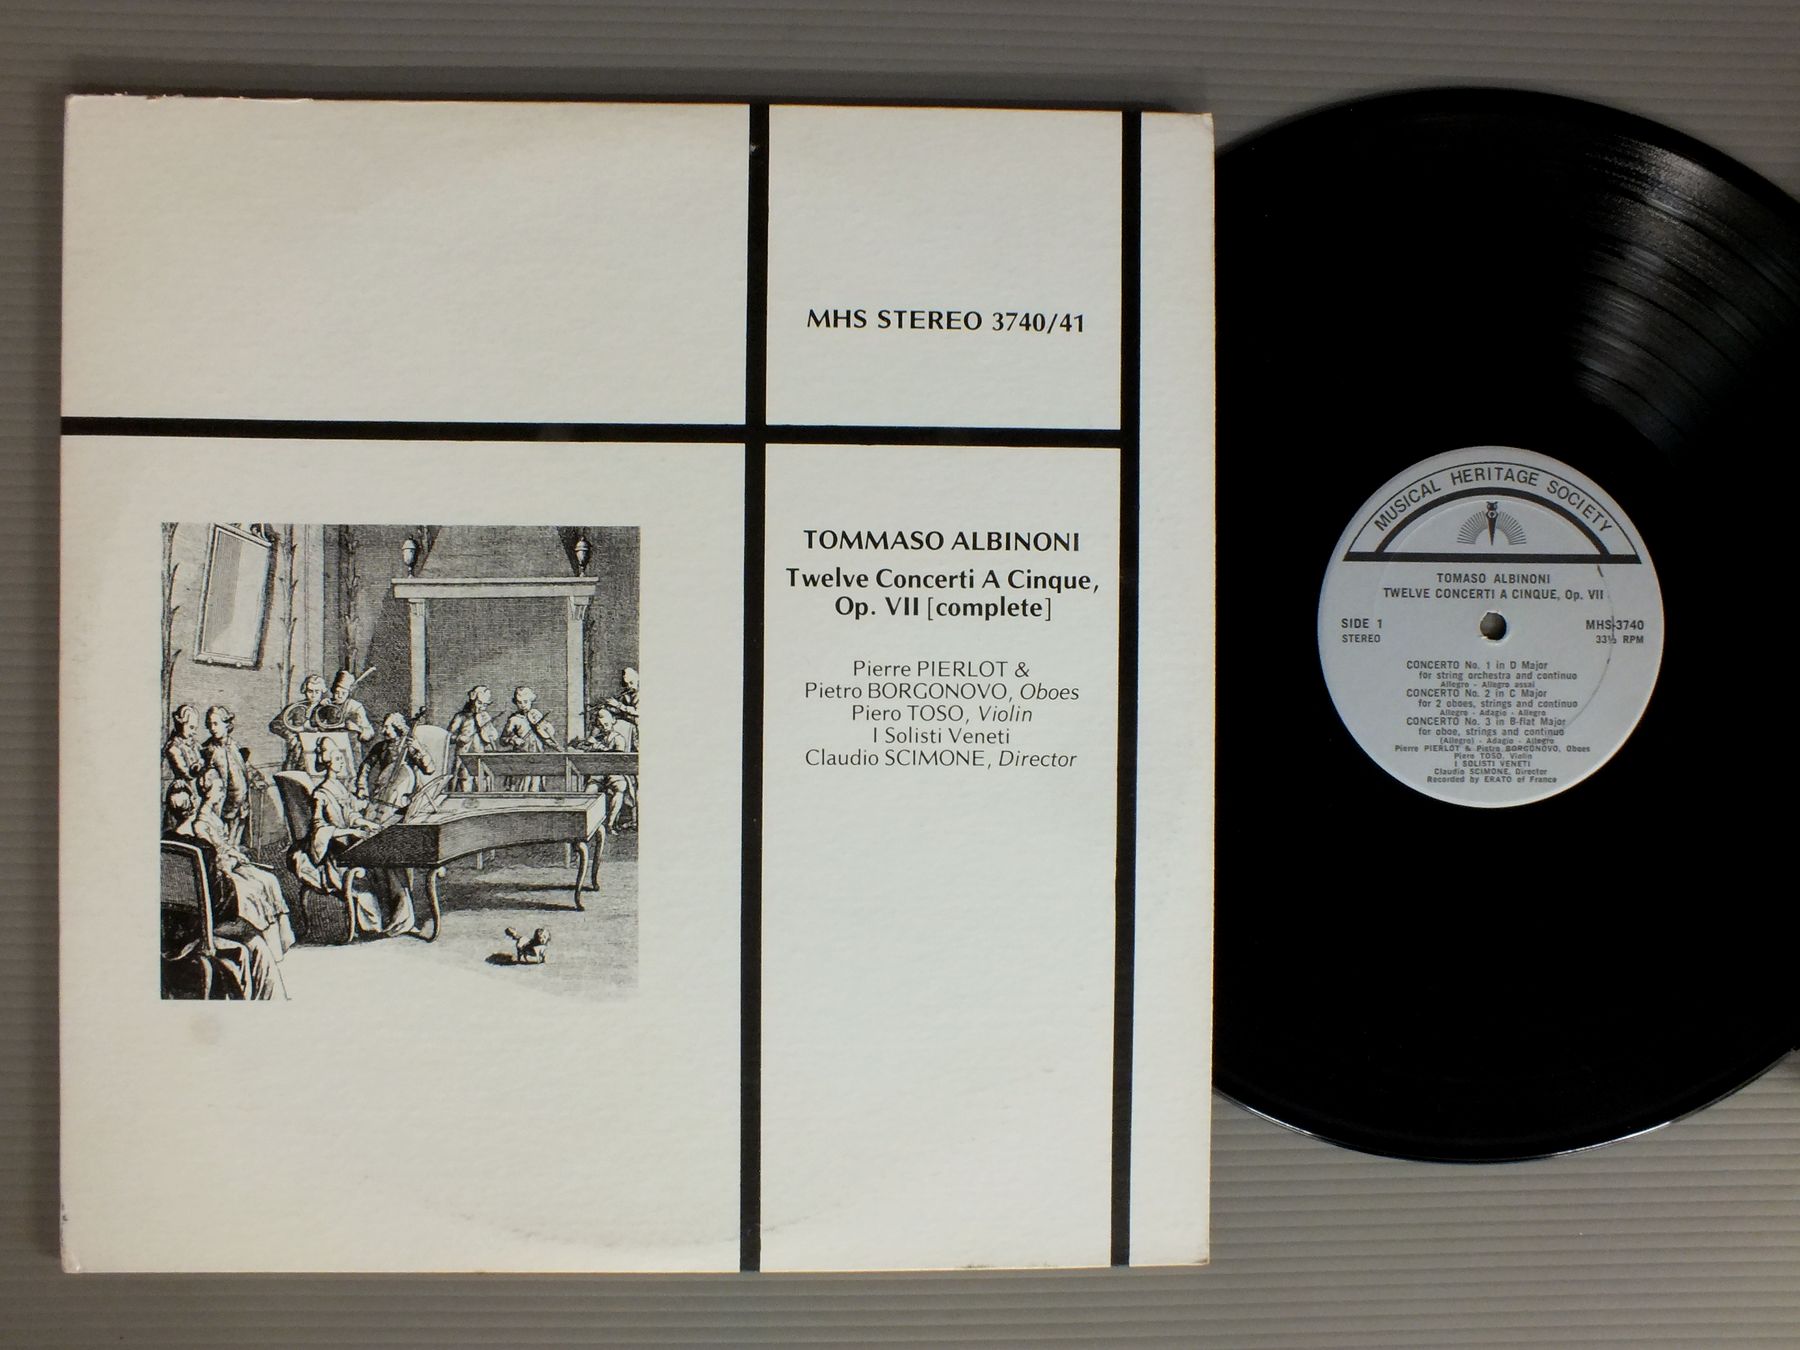 MHS STEREO 3740/41
TOMMASO ALBINONI
Twelve Concerti A Cinque,
Op. VII [complete]
Pierre PIERLOT &
Pietro BORGONOVO, Oboes
Piero TOSO, Violin
I Solisti Veneti
Claudio SCIMONE, Director
MUSICAL HERITAGE SOCIETY
TOMASO ALBINONI
TWELVE CONCERTI A CINQUE, Op. VII
SIDE 1
STEREO
MHS-3740
33⅓ RPM
CONCERTO No. 1 in D Major
for string orchestra and continuo
Allegro - Allegro assai
CONCERTO No. 2 in C Major
for 2 oboes, strings and continuo
Allegro - Adagio - Allegro
CONCERTO No. 3 in B-flat Major
for oboe, strings and continuo
(Allegro) - Adagio - Allegro
Pierre PIERLOT & Pietro BORGONOVO, Oboes
Piero TOSO, Violin
I SOLISTI VENETI
Claudio SCIMONE, Director
Recorded by ERATO of France